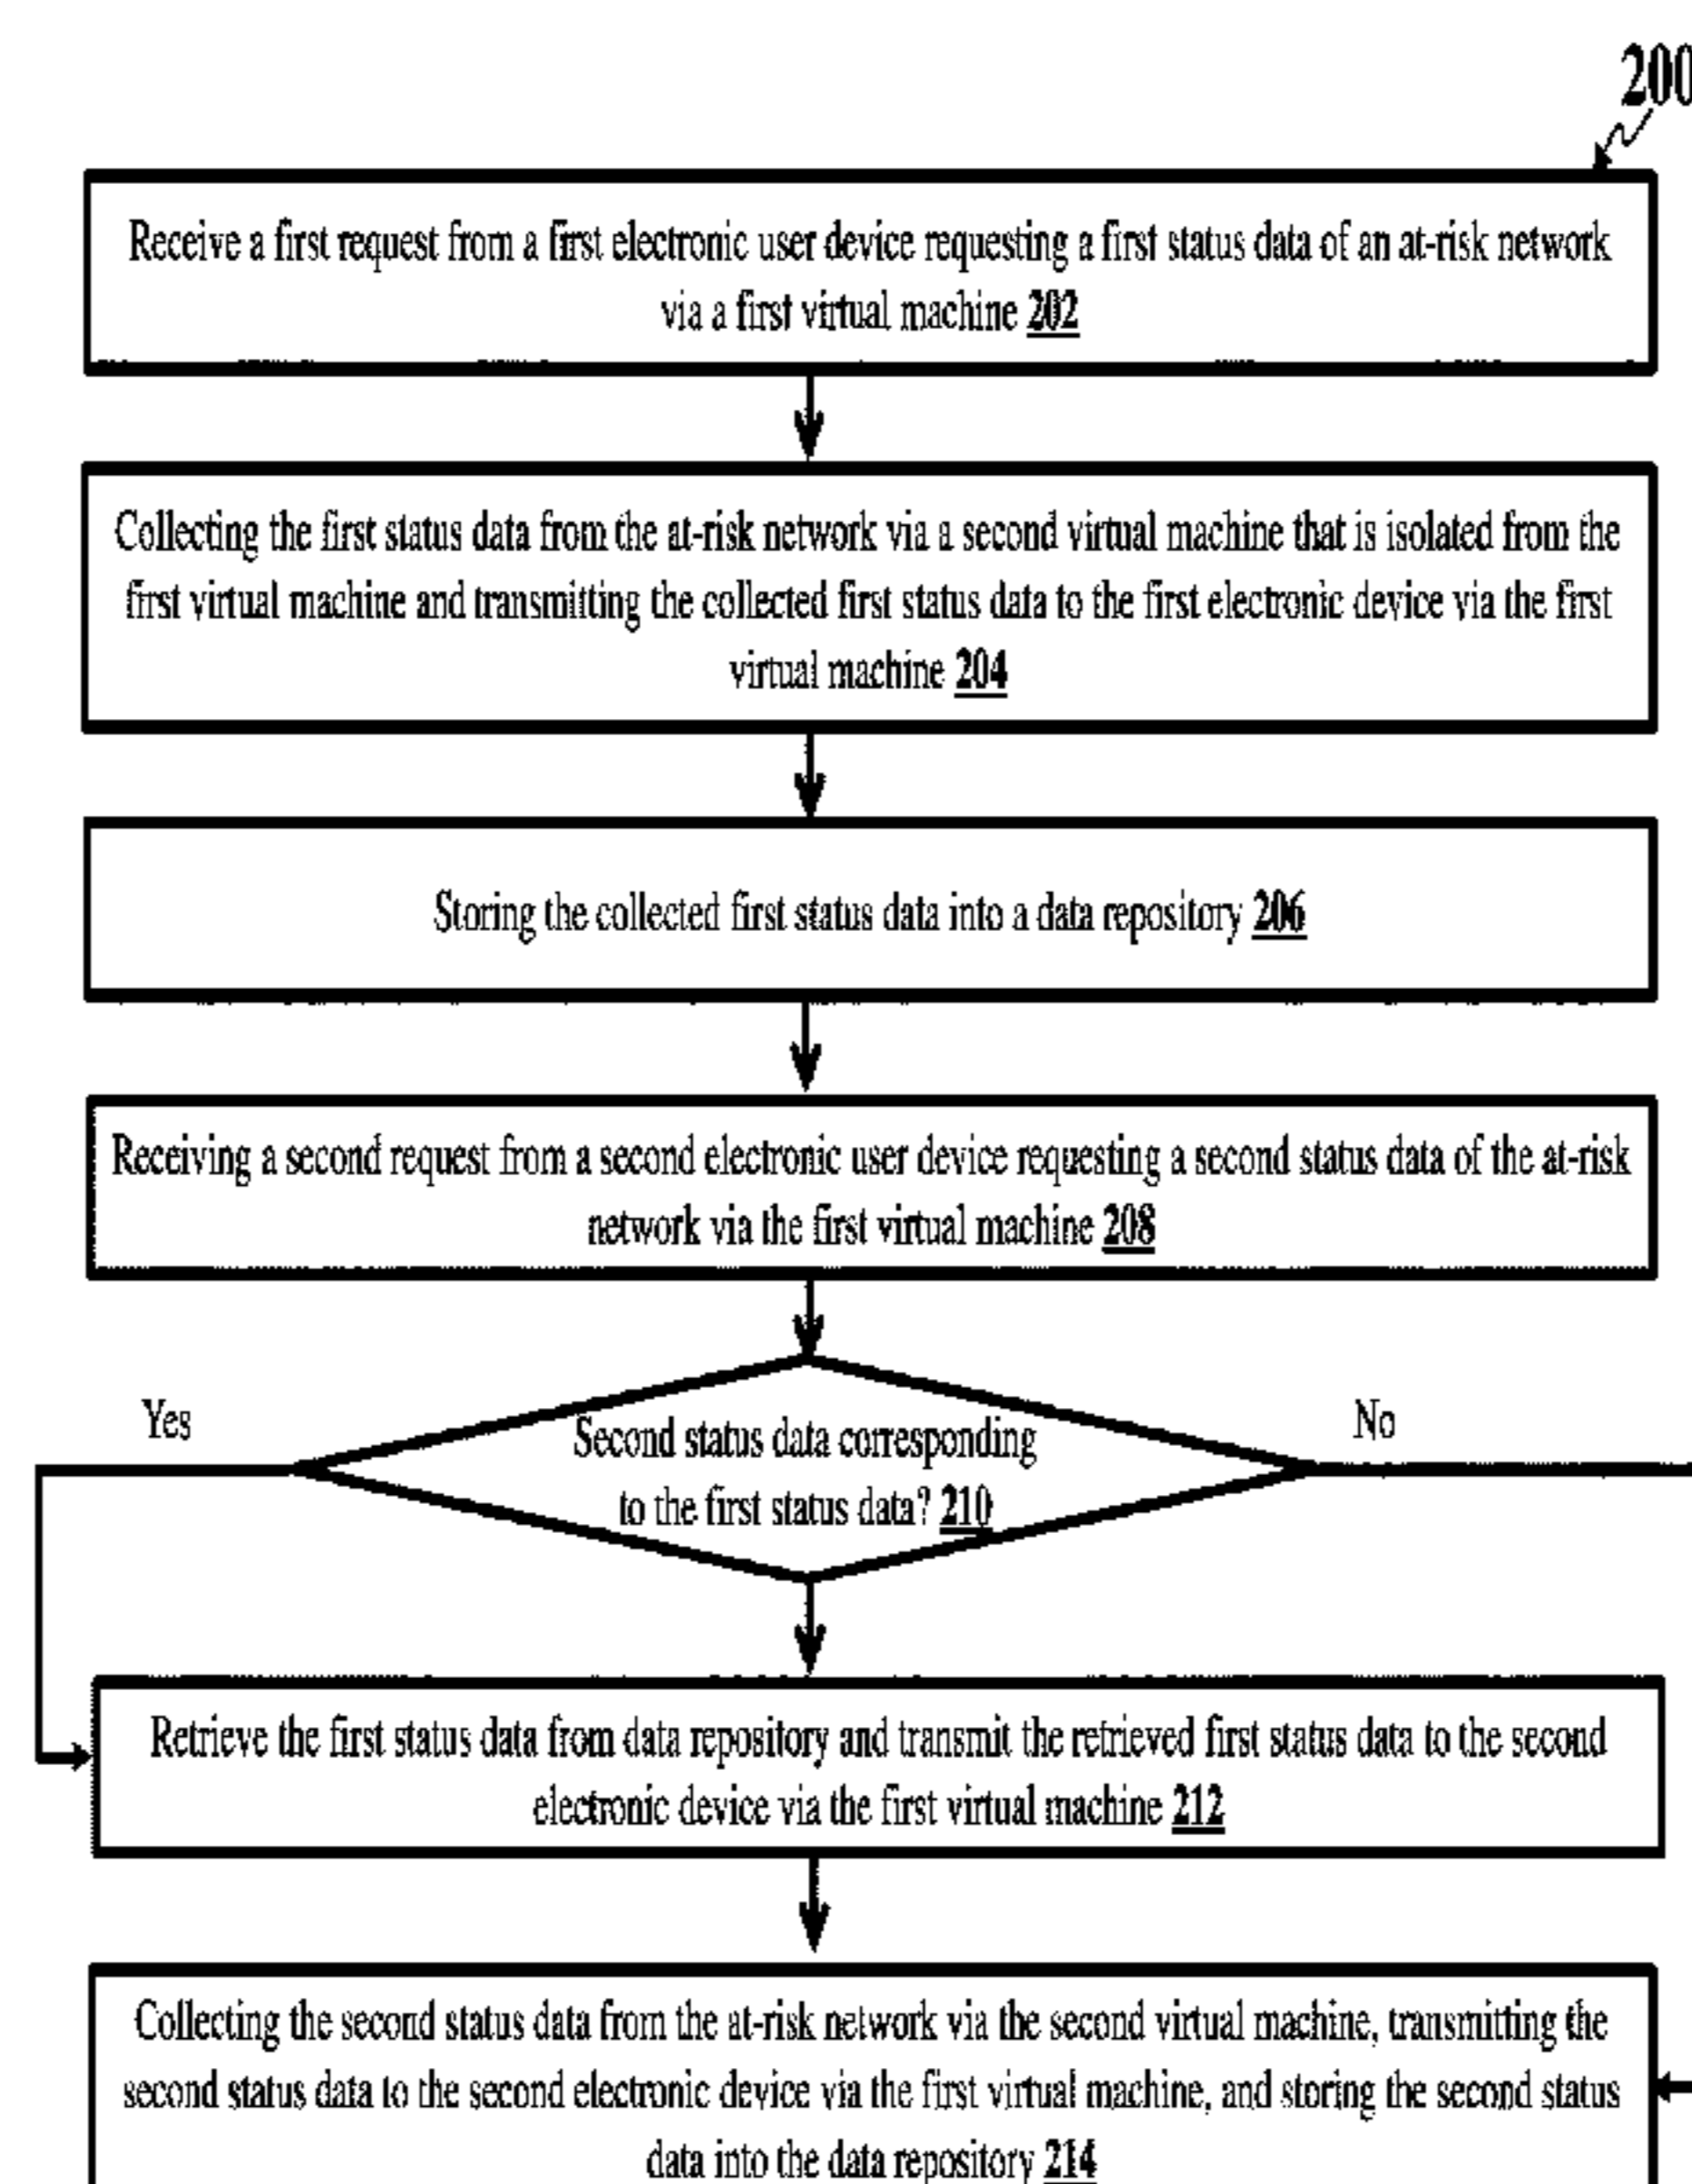 200
Receive a first request from a first electronic user device requesting a first status data of an at-risk network
via a first virtual machine 202
Collecting the first status data from the at-risk network via a second virtual machine that is isolated from the
first virtual machine and transmitting the collected first status data to the first electronic device via the first
virtual machine 204
Storing the collected first status data into a data repository 206
Receiving a second request from a second electronic user device requesting a second status data of the at-risk
network via the first virtual machine 208
Yes
No
Second status data corresponding
to the first status data? 210
Retrieve the first status data from data repository and transmit the retrieved first status data to the second
electronic device via the first virtual machine 212
Collecting the second status data from the at-risk network via the second virtual machine, transmitting the
second status data to the second electronic device via the first virtual machine, and storing the second status
data into the data repository 214